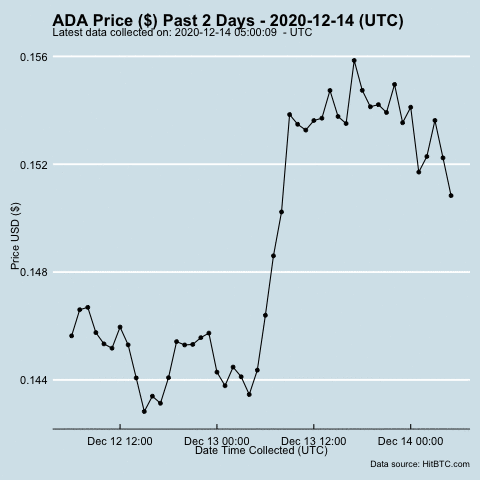 ADA Price ($) Past 2 Days - 2020-12-14 (UTC)
Latest data collected on: 2020-12-14 05:00:09  - UTC
0.156
0.152
0.148
0.144
Price USD ($)
Dec 12 12:00 Dec 13 00:00 Dec 13 12:00 Dec 14 00:00
Date Time Collected (UTC)
Data source: HitBTC.com